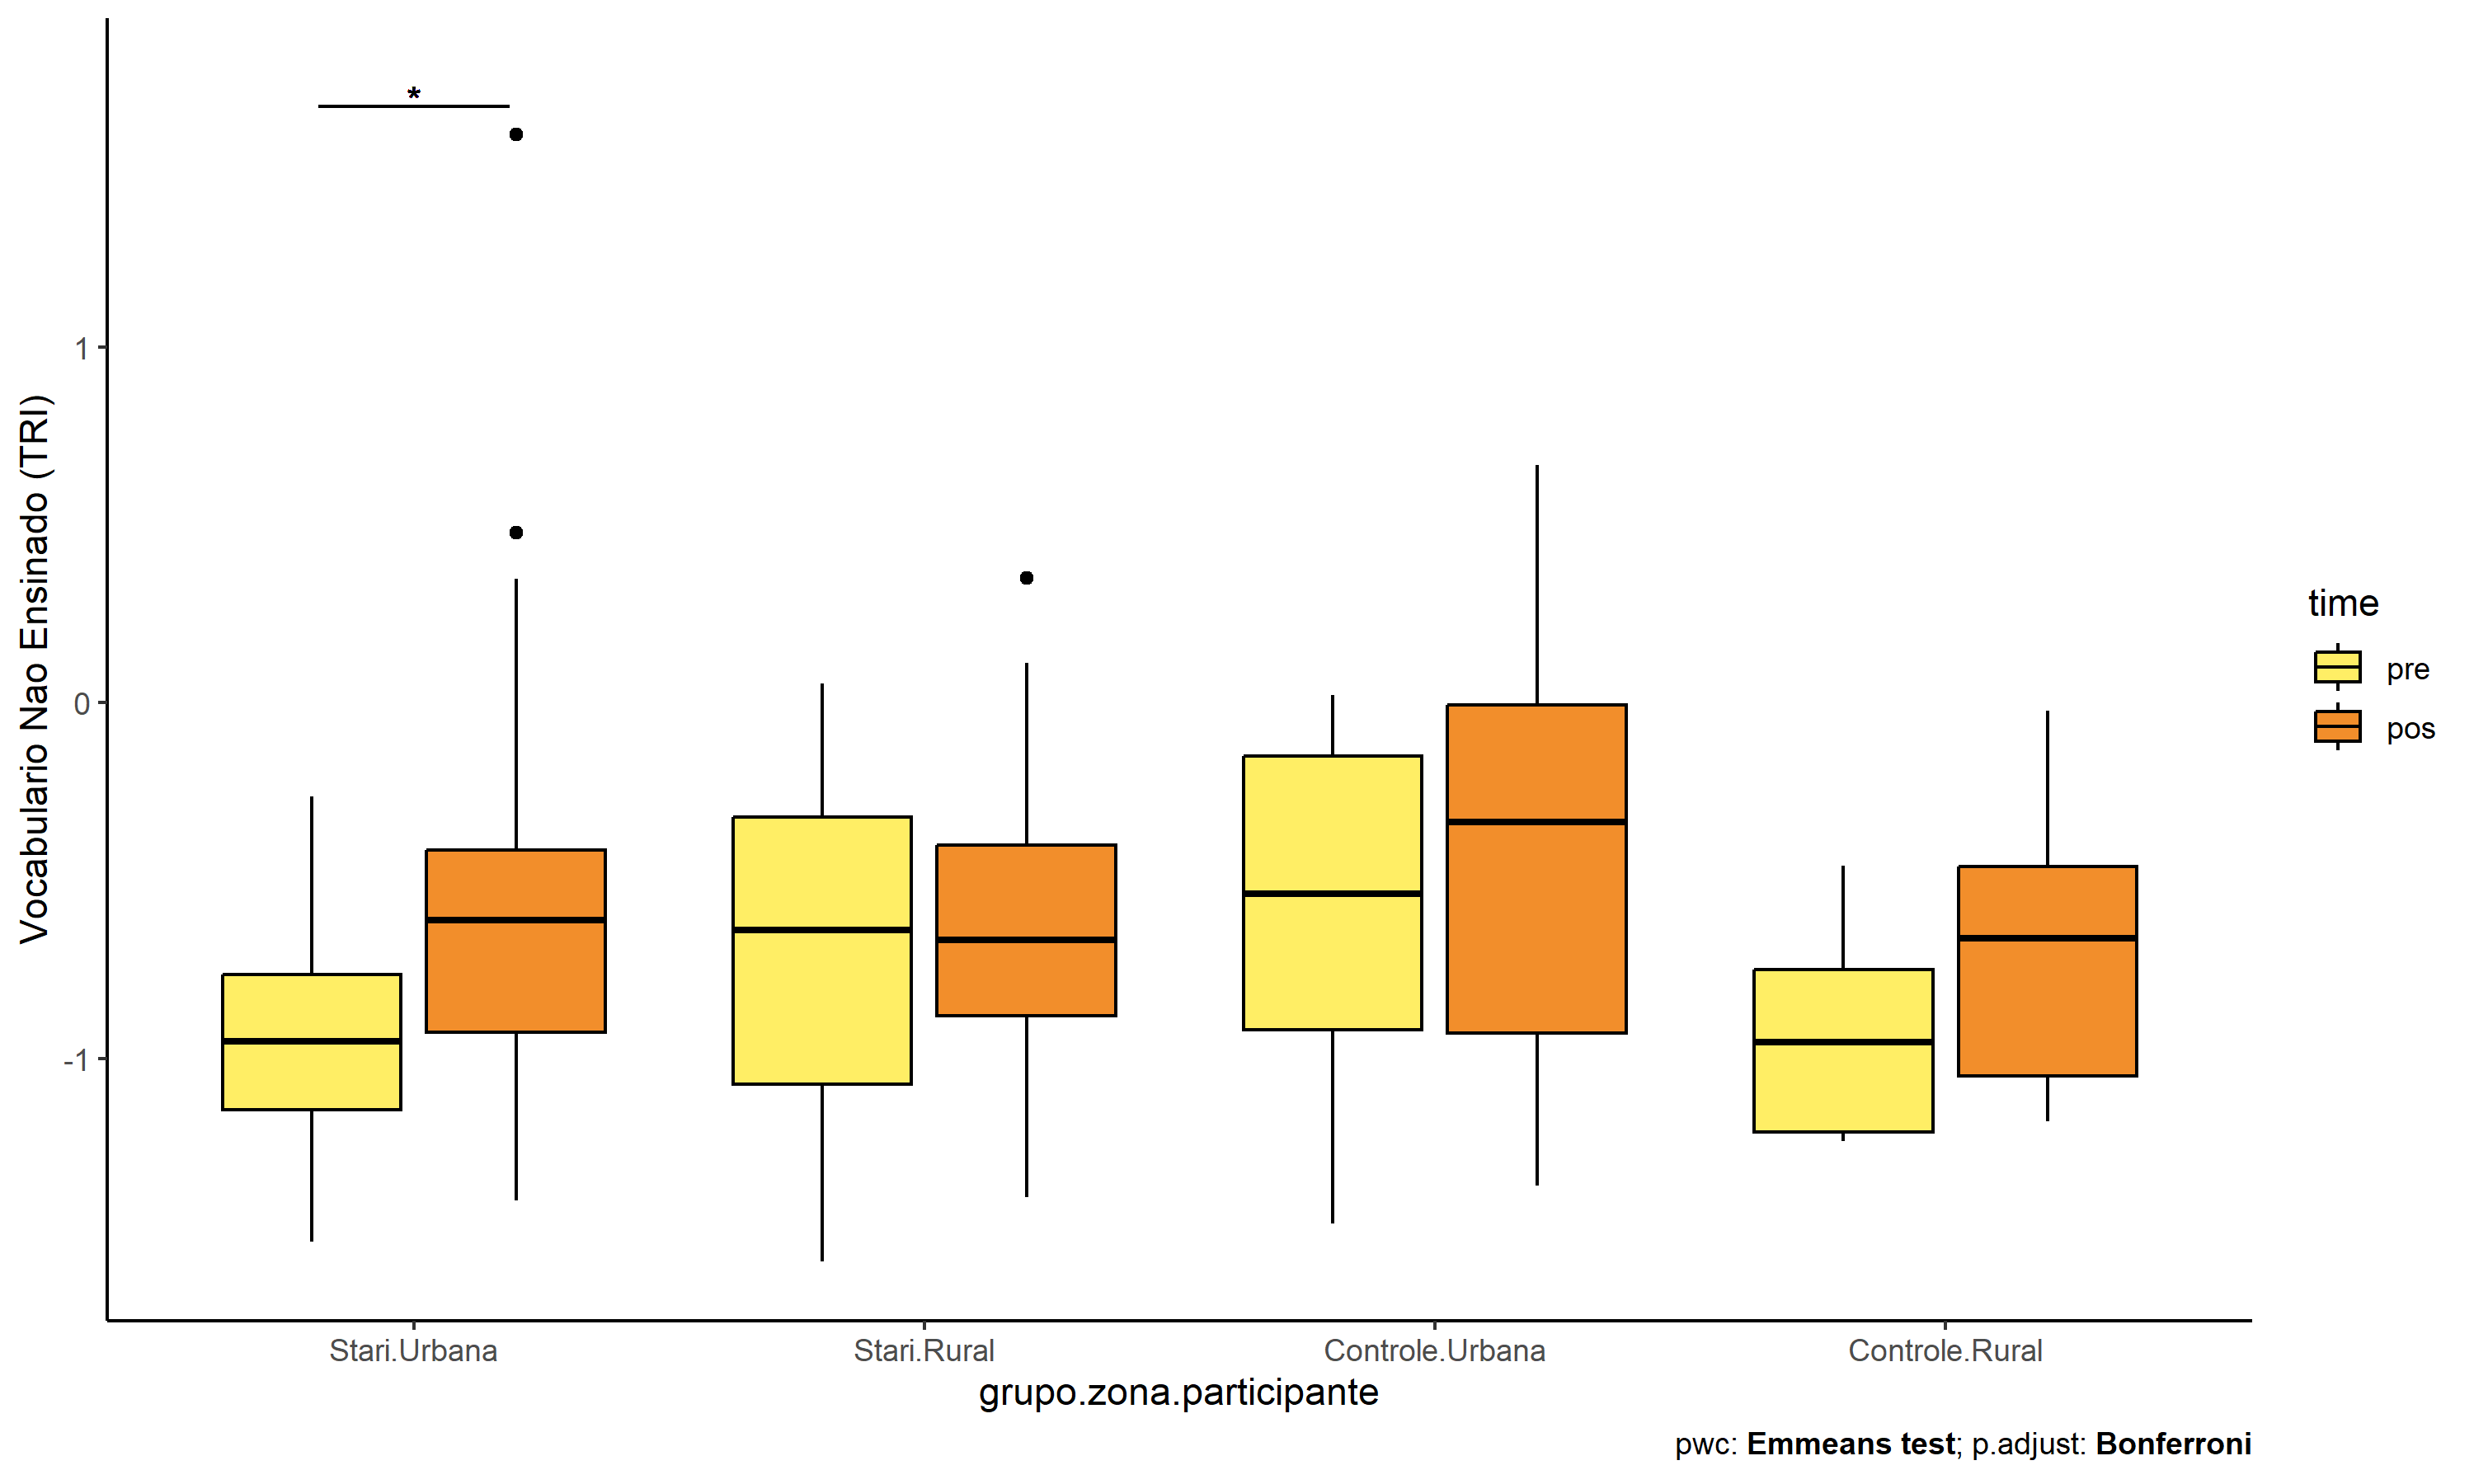 *
Vocabulario Nao Ensinado (TRI)
1
0
-1
Stari.Urbana
Stari.Rural
Controle.Urbana
Controle.Rural
grupo.zona.participante
time
pre
pos
pwc: Emmeans test; p.adjust: Bonferroni